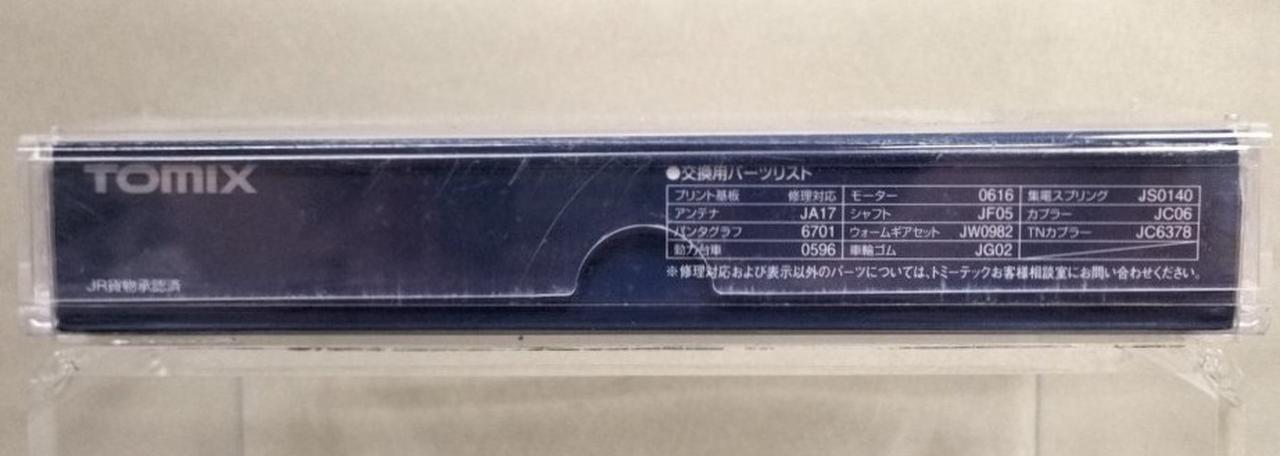 TOMIX
JR貨物承認済
●交換用パーツリスト
プリント基板 修理対応 モーター 0616 集電スプリング JS0140
アンテナ JA17 シャフト JF05 カプラー JC06
パンタグラフ 6701 ウォームギアセット JW0982 TNカプラー JC6378
動力台車 0596 車輪ゴム JG02
※修理対応および表示以外のパーツについては、トミーテックお客様相談室にお問い合わせください。